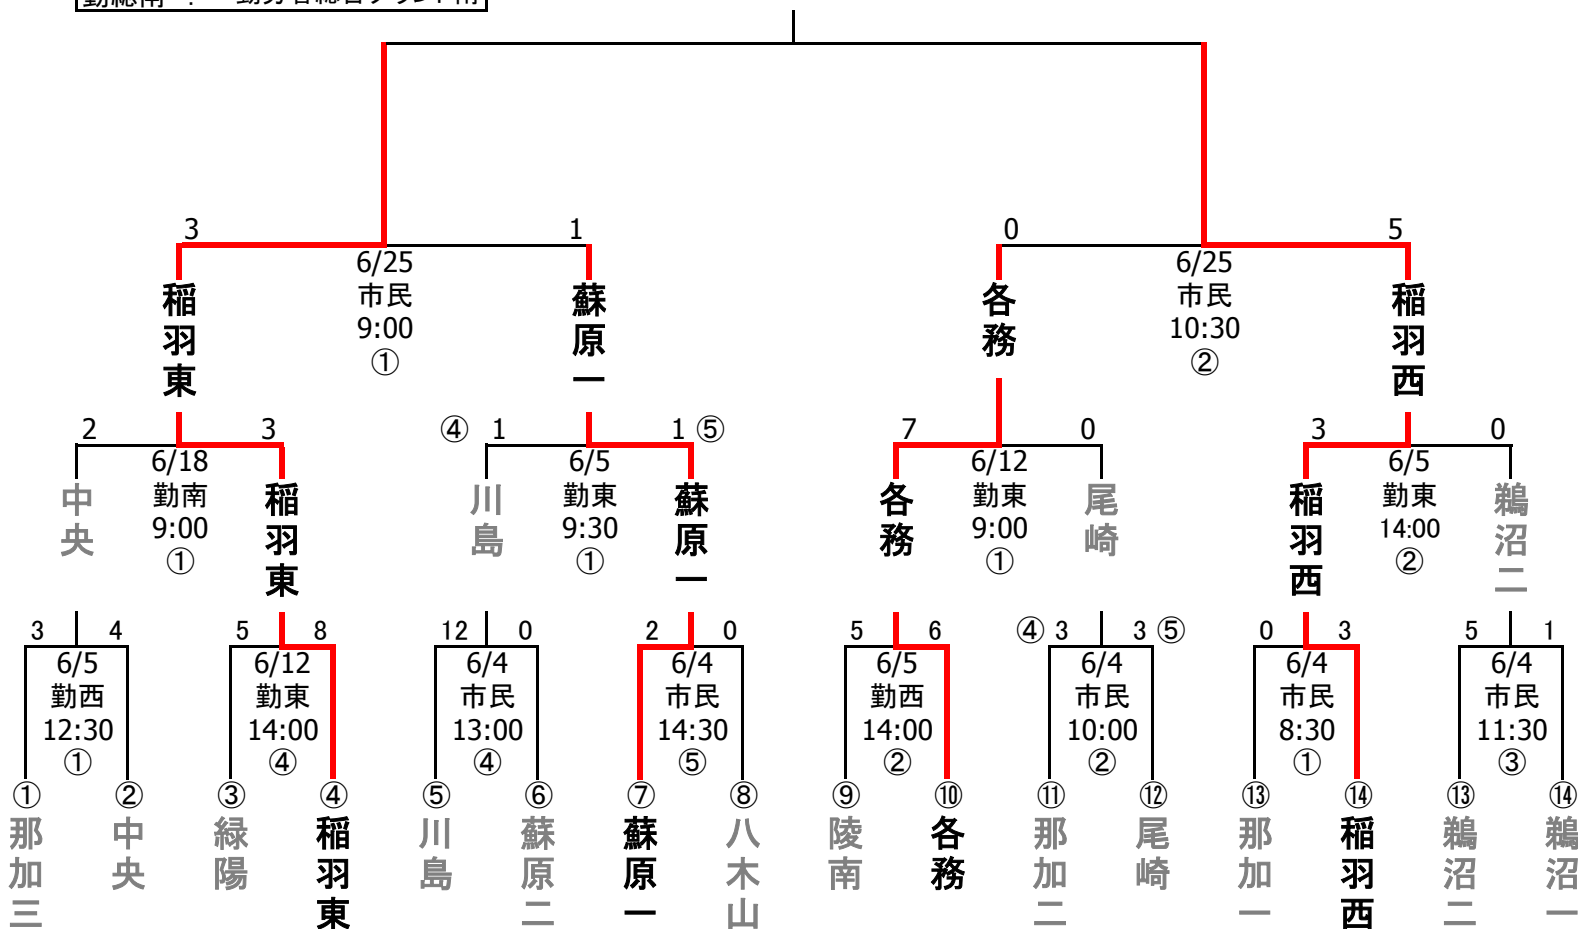 3 1 0 5
6/25 6/25
市民 市民
9:00 10:30
① ②
稲羽東 蘇原一 各務 稲羽西
2 3 ④ 1 1 ⑤ 7 0 3 0
6/18 6/5 6/12 6/5
勤南 勤東 勤東 勤東
9:00 9:30 9:00 14:00
① ① ① ②
中央 稲羽東 川島 蘇原一 各務 尾崎 稲羽西 鵜沼二
3 4 5 8 12 0 2 0 5 6 ④ 3 3 ⑤ 0 3 5 1
6/5 6/12 6/4 6/4 6/5 6/4 6/4 6/4
勤西 勤東 市民 市民 勤西 市民 市民 市民
12:30 14:00 13:00 14:30 14:00 10:00 8:30 11:30
① ④ ④ ⑤ ② ② ① ③
① ② ③ ④ ⑤ ⑥ ⑦ ⑧ ⑨ ⑩ ⑪ ⑫ ⑬ ⑭ ⑬ ⑭
那加三 中央 緑陽 稲羽東 川島 蘇原二 蘇原一 八木山 陵南 各務 那加二 尾崎 那加一 稲羽西 鵜沼二 鵜沼一